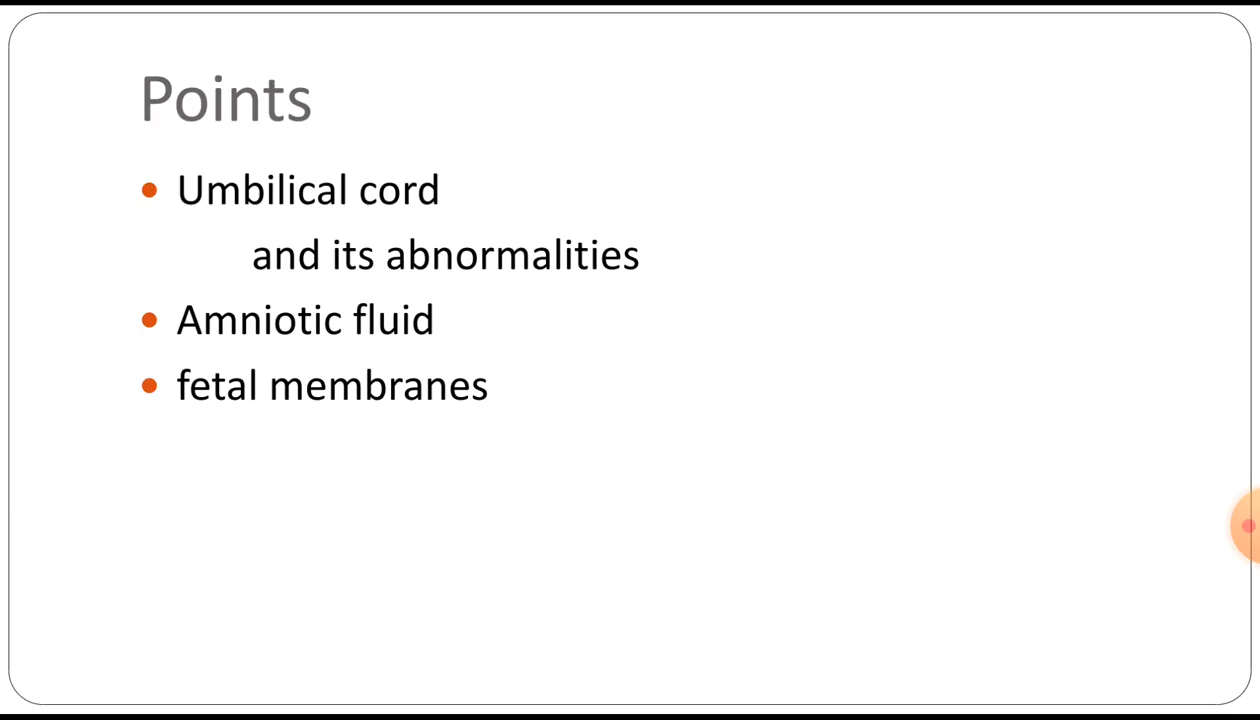 Points
• Umbilical cord
and its abnormalities
• Amniotic fluid
• fetal membranes